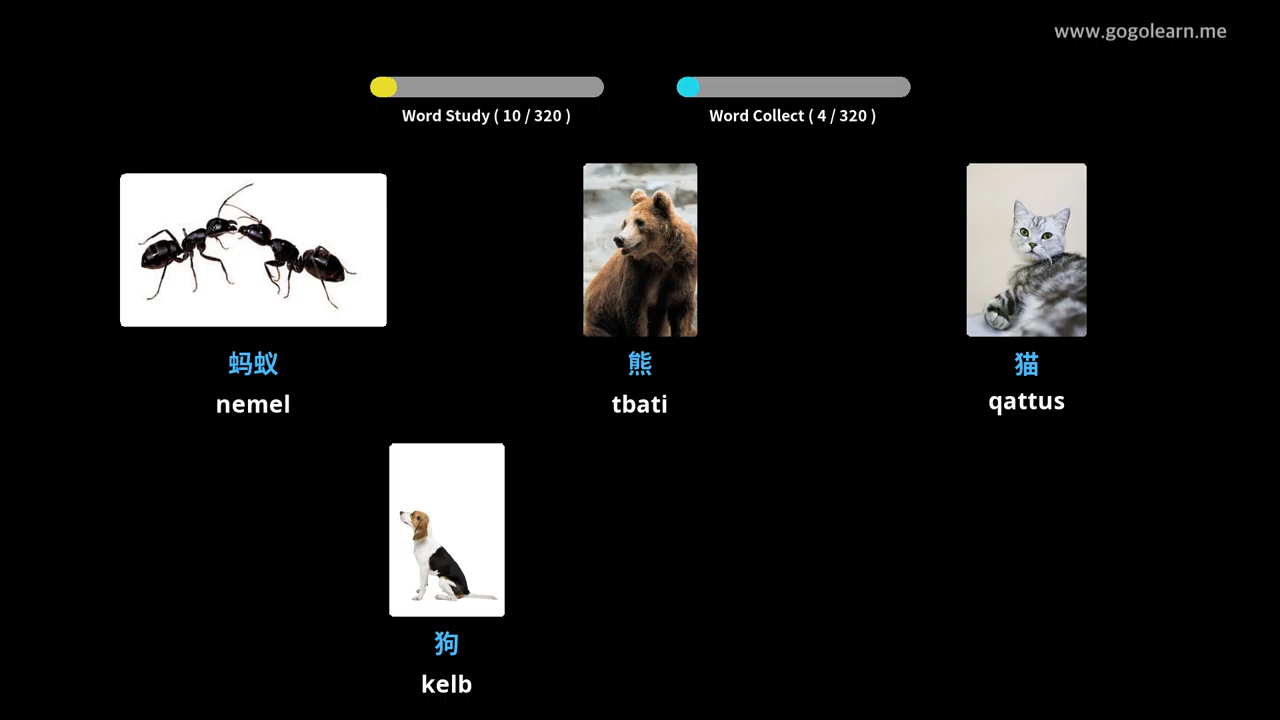 www.gogolearn.me
Word Study ( 10 / 320 )
Word Collect ( 4 / 320 )
蚂蚁
熊
猫
nemel
tbati
qattus
狗
kelb